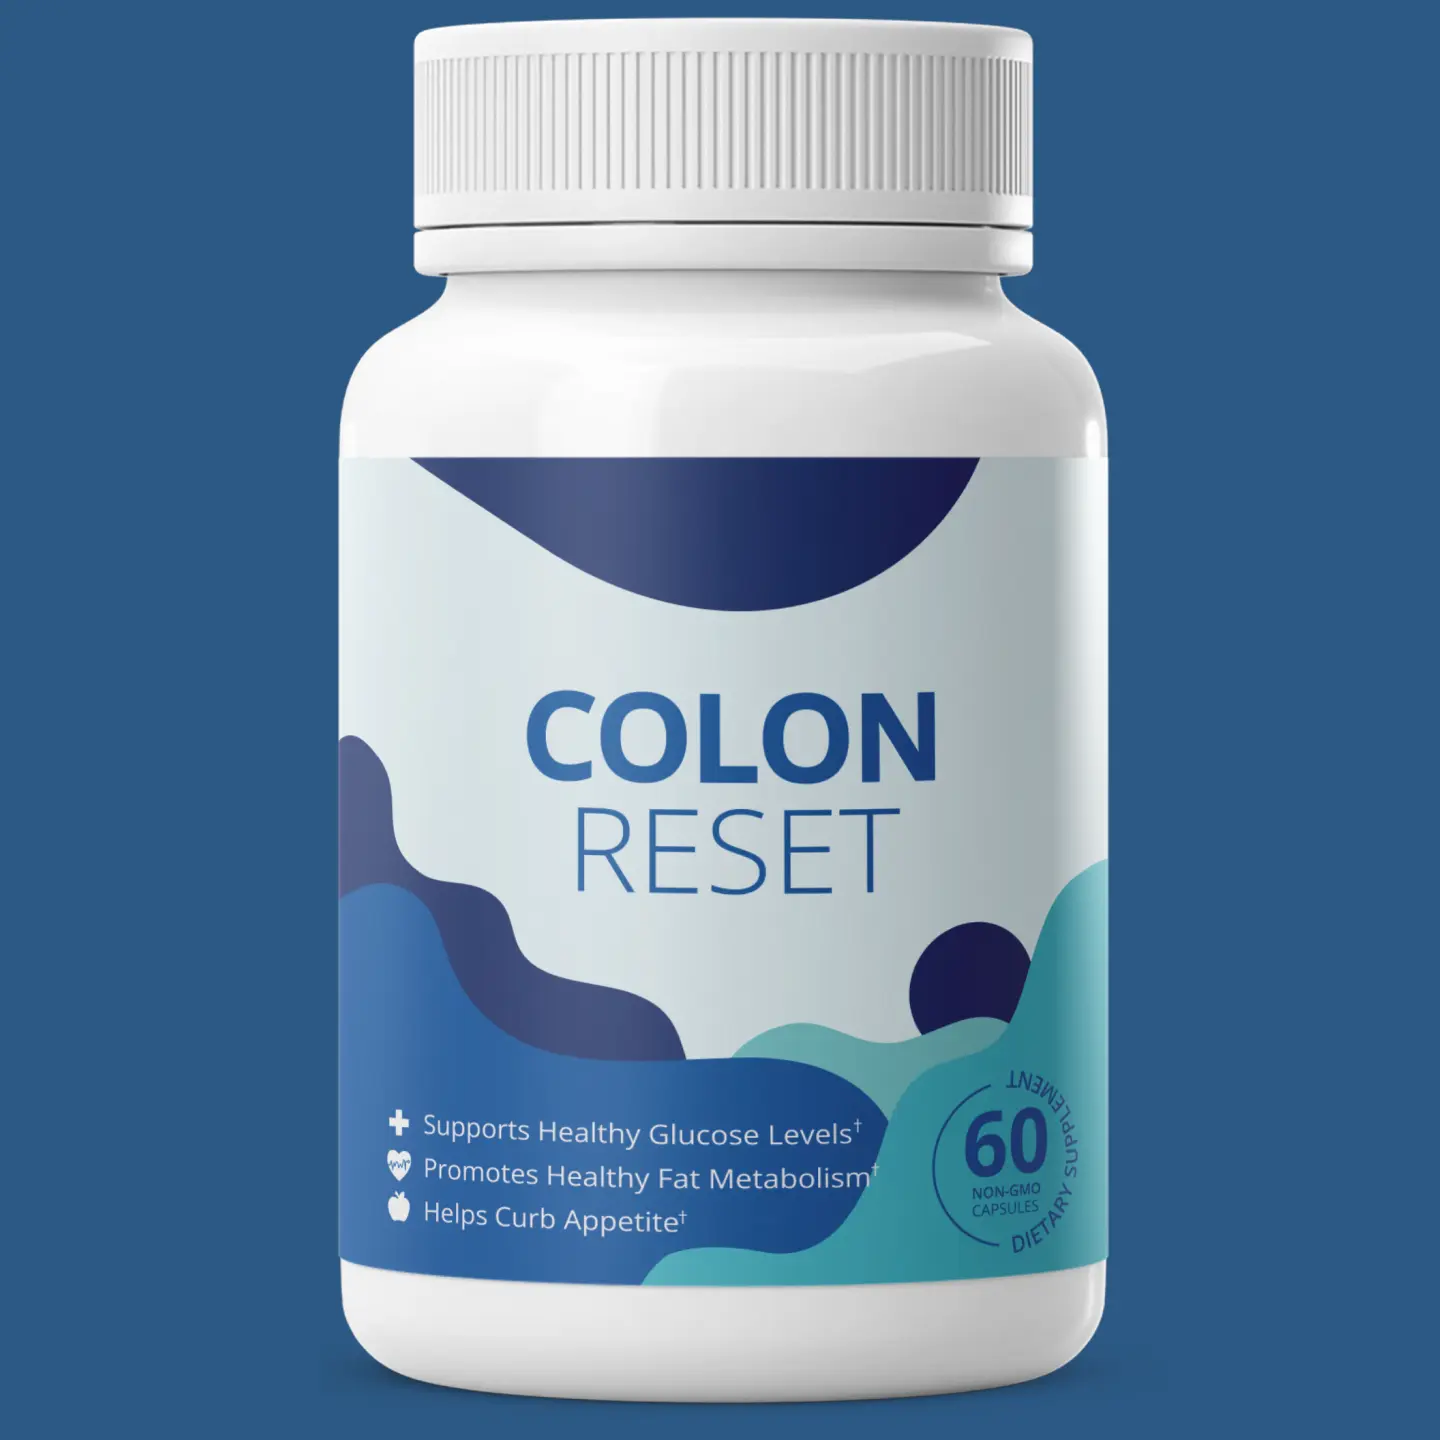 COLON
RESET
Supports Healthy Glucose Levels†
Promotes Healthy Fat Metabolism†
Helps Curb Appetite†
60
NON-GMO
CAPSULES
DIETARY SUPPLEMENT